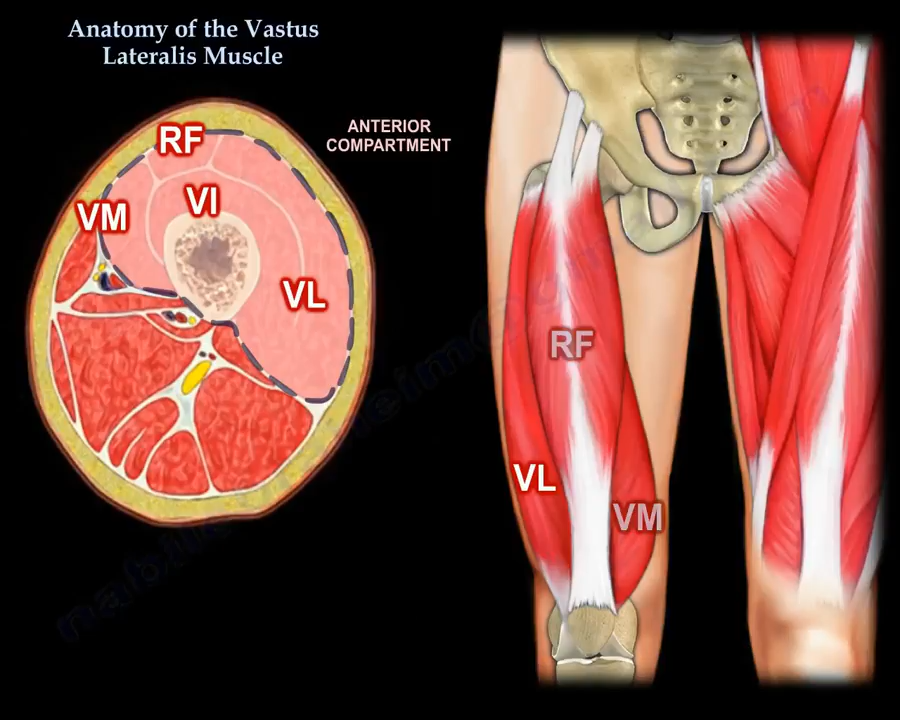 Anatomy of the Vastus
Lateralis Muscle
ANTERIOR
COMPARTMENT
RF
VI
VM
VL
RF
VL
VM